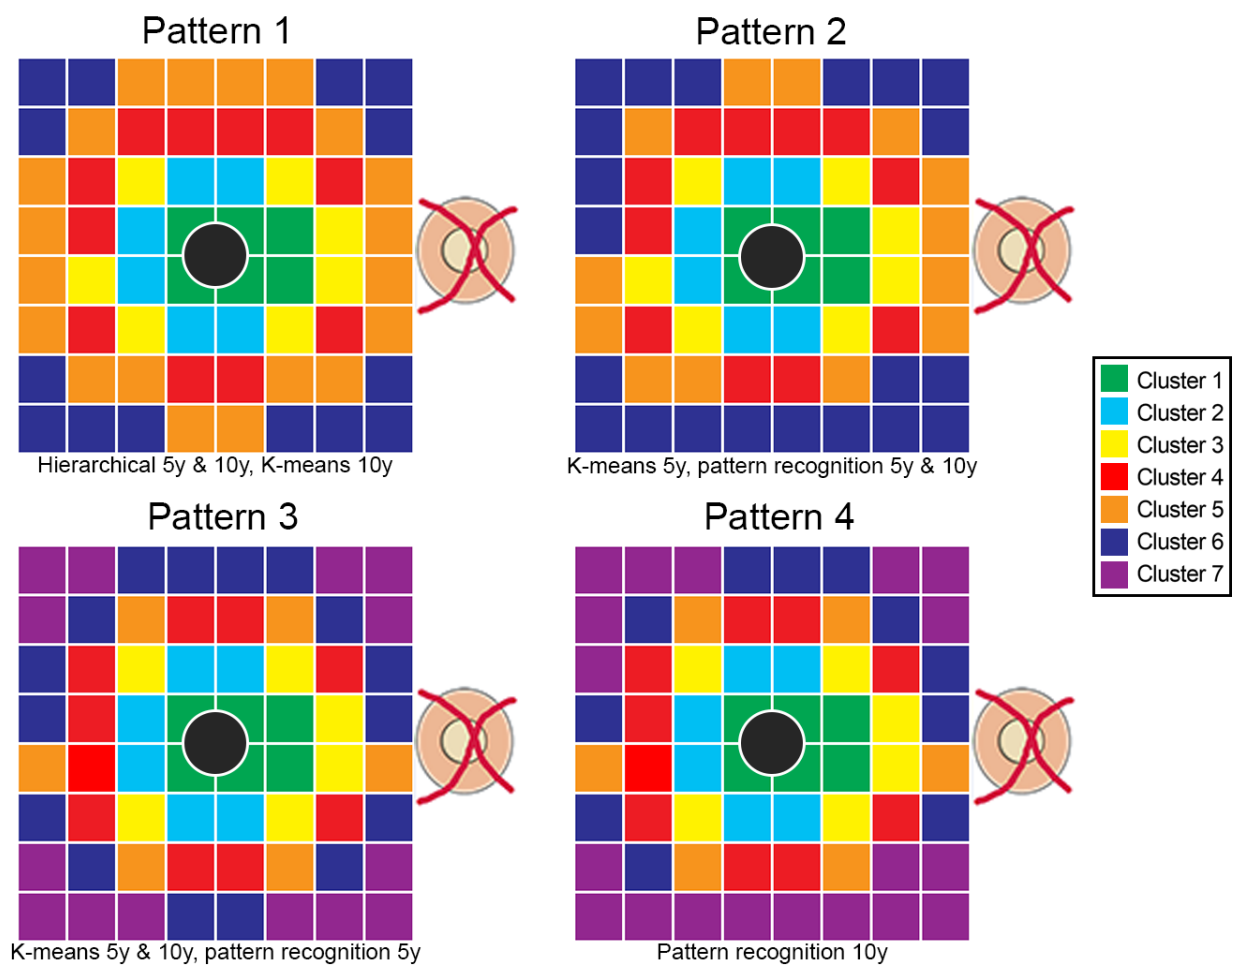 Pattern 1
Pattern 2
Hierarchical 5y & 10y, K-means 10y
K-means 5y, pattern recognition 5y & 10y
Cluster 1
Cluster 2
Cluster 3
Cluster 4
Cluster 5
Cluster 6
Cluster 7
Pattern 3
Pattern 4
K-means 5y & 10y, pattern recognition 5y
Pattern recognition 10y